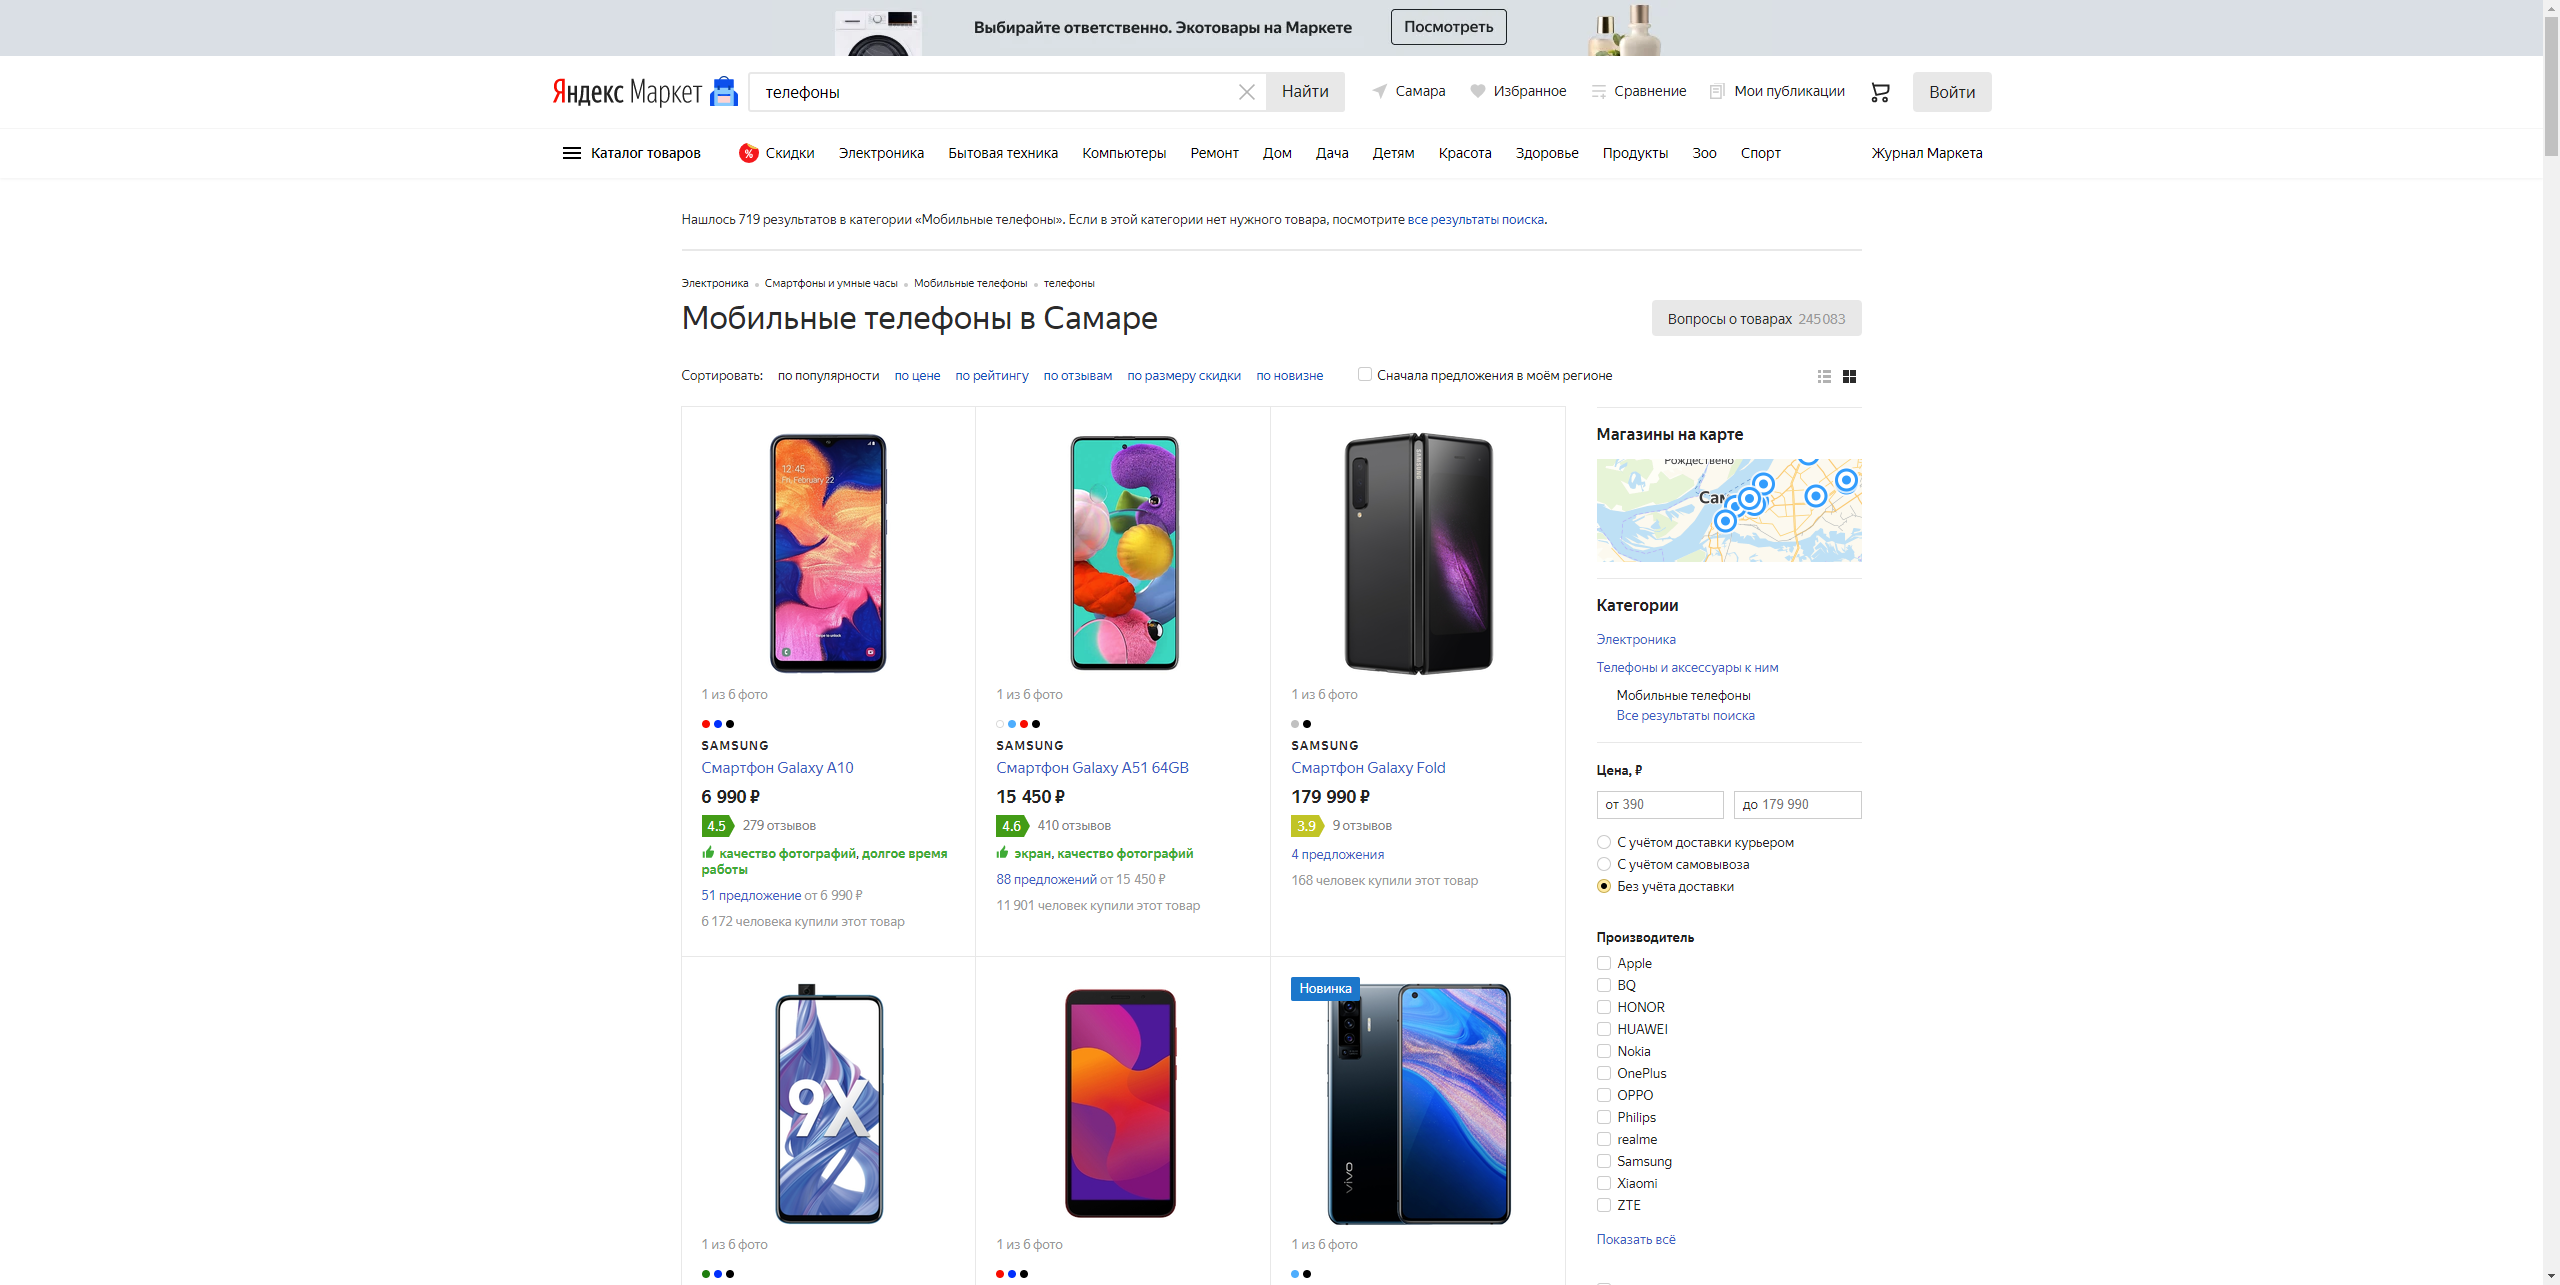 Выбирайте ответственно. Экотовары на Маркете
Посмотреть
Яндекс Маркет
телефоны
Найти
Самара
Избранное
Сравнение
Мои публикации
Войти
Каталог товаров
% Скидки
Электроника
Бытовая техника
Компьютеры
Ремонт
Дом
Дача
Детям
Красота
Здоровье
Продукты
Зоо
Спорт
Журнал Маркета
Нашлось 719 результатов в категории «Мобильные телефоны». Если в этой категории нет нужного товара, посмотрите все результаты поиска.
Электроника
Смартфоны и умные часы
Мобильные телефоны
телефоны
Мобильные телефоны в Самаре
Вопросы о товарах 245083
Сортировать:
по популярности
по цене
по рейтингу
по отзывам
по размеру скидки
по новизне
Сначала предложения в моём регионе
12:45
Fri, February 22
1 из 6 фото
SAMSUNG
Смартфон Galaxy A10
6 990 ₽
4.5 279 отзывов
качество фотографий, долгое время
работы
51 предложение от 6 990 ₽
6 172 человека купили этот товар
1 из 6 фото
SAMSUNG
Смартфон Galaxy A51 64GB
15 450 ₽
4.6 410 отзывов
экран, качество фотографий
88 предложений от 15 450 ₽
11 901 человек купили этот товар
SAMSUNG
1 из 6 фото
SAMSUNG
Смартфон Galaxy Fold
179 990 ₽
3.9 9 отзывов
4 предложения
168 человек купили этот товар
9X
1 из 6 фото
1 из 6 фото
Новинка
vivo
1 из 6 фото
Магазины на карте
Рождествено
Сам
Категории
Электроника
Телефоны и аксессуары к ним
Мобильные телефоны
Все результаты поиска
Цена, ₽
от 390
до 179 990
С учётом доставки курьером
С учётом самовывоза
Без учёта доставки
Производитель
Apple
BQ
HONOR
HUAWEI
Nokia
OnePlus
OPPO
Philips
realme
Samsung
Xiaomi
ZTE
Показать всё